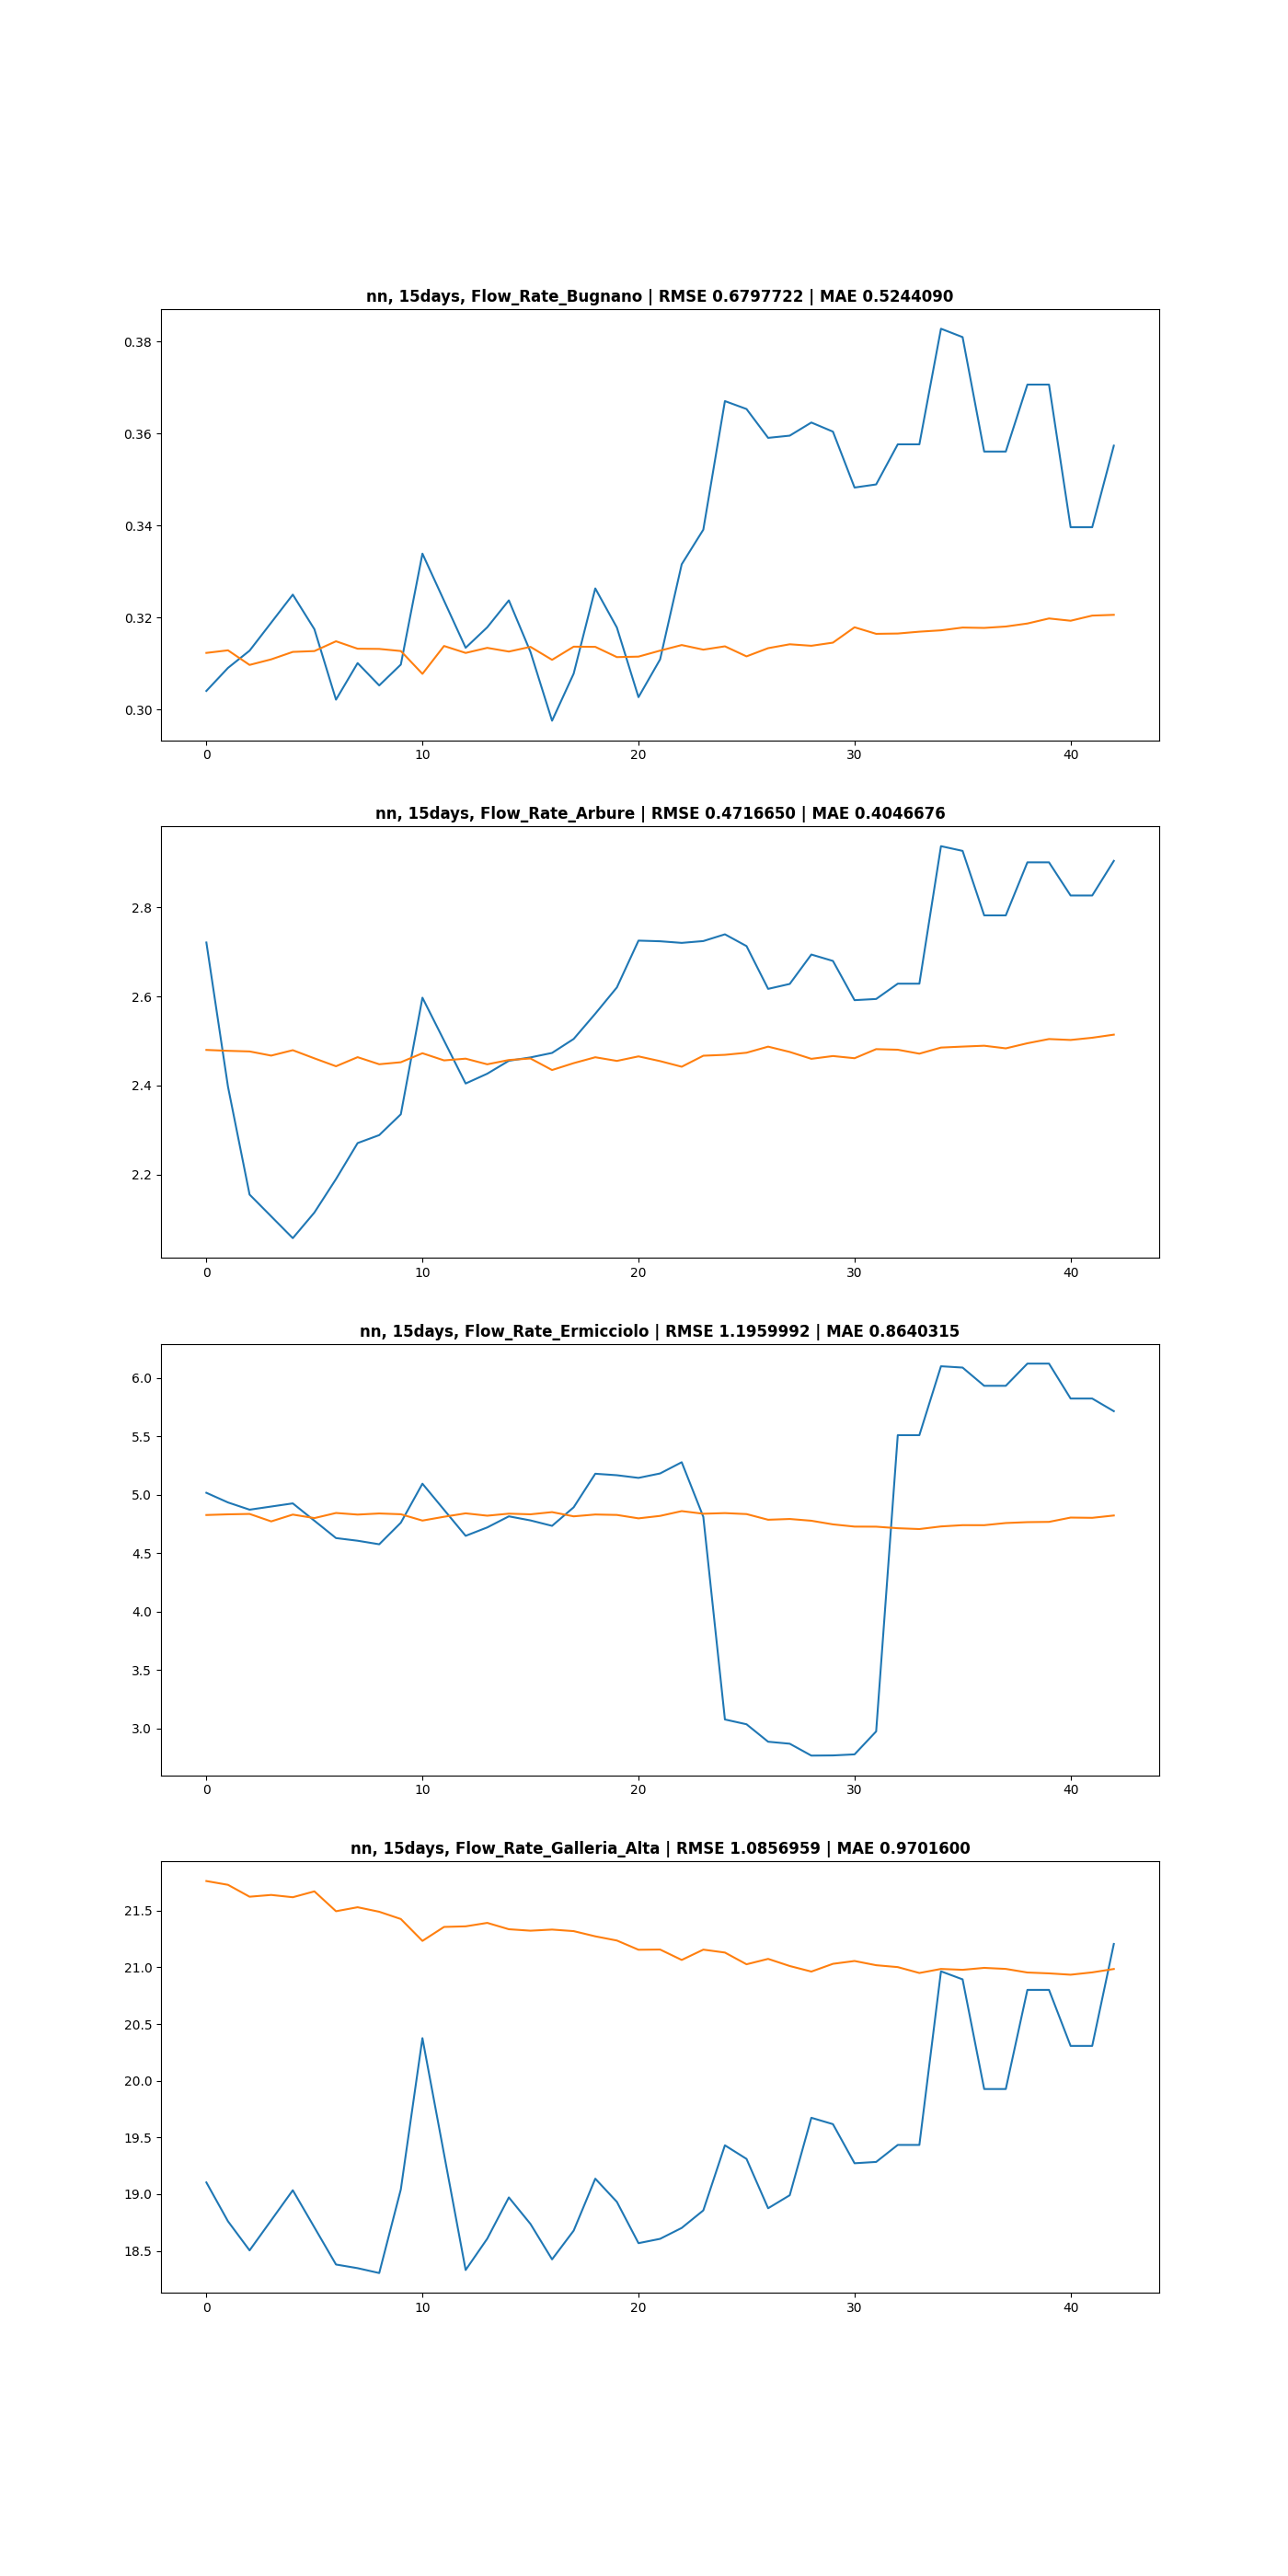 nn, 15days, Flow_Rate_Bugnano | RMSE 0.6797722 | MAE 0.5244090
0.38
0.36
0.34
0.32
0.30
0 10 20 30 40
nn, 15days, Flow_Rate_Arbure | RMSE 0.4716650 | MAE 0.4046676
2.8
2.6
2.4
2.2
0 10 20 30 40
nn, 15days, Flow_Rate_Ermicciolo | RMSE 1.1959992 | MAE 0.8640315
6.0
5.5
5.0
4.5
4.0
3.5
3.0
0 10 20 30 40
nn, 15days, Flow_Rate_Galleria_Alta | RMSE 1.0856959 | MAE 0.9701600
21.5
21.0
20.5
20.0
19.5
19.0
18.5
0 10 20 30 40